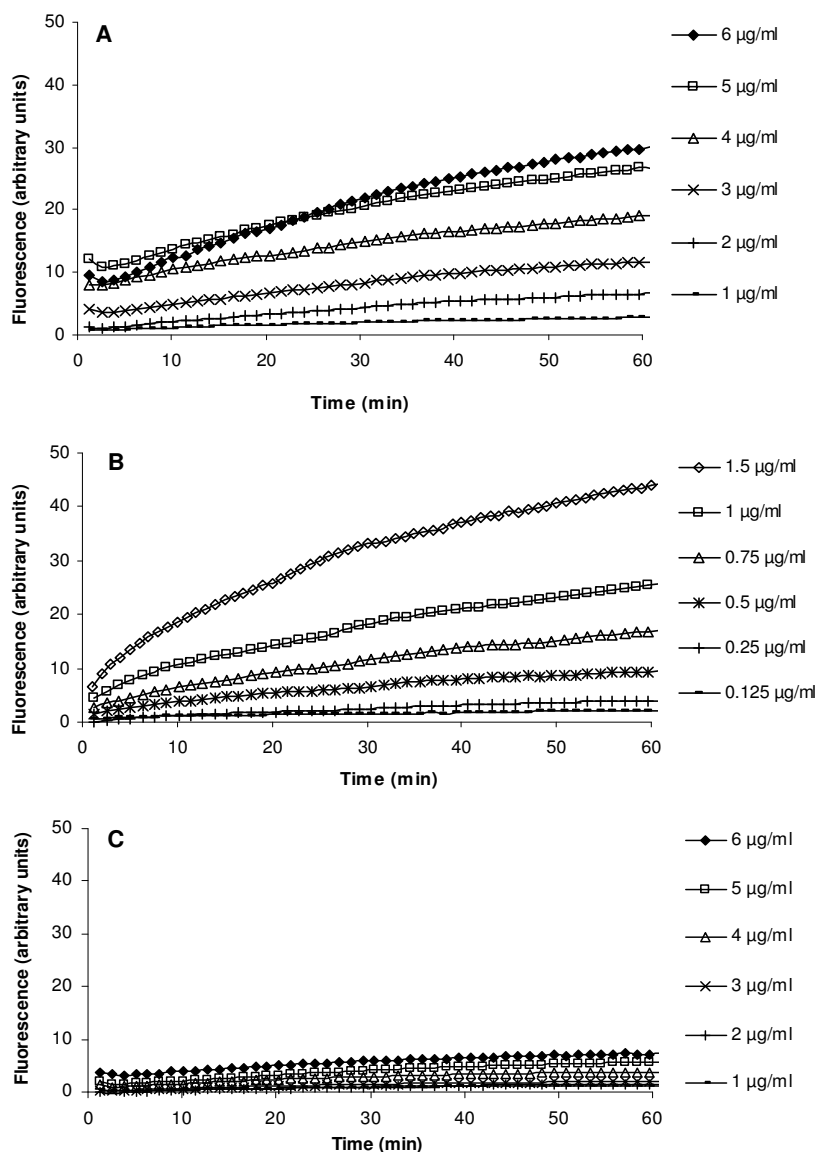 A
Fluorescence (arbitrary units)
50
40
30
20
10
0
0 10 20 30 40 50 60
Time (min)
6 µg/ml
5 µg/ml
4 µg/ml
3 µg/ml
2 µg/ml
1 µg/ml
B
Fluorescence (arbitrary units)
50
40
30
20
10
0
0 10 20 30 40 50 60
Time (min)
1.5 µg/ml
1 µg/ml
0.75 µg/ml
0.5 µg/ml
0.25 µg/ml
0.125 µg/ml
C
Fluorescence (arbitrary units)
50
40
30
20
10
0
0 10 20 30 40 50 60
Time (min)
6 µg/ml
5 µg/ml
4 µg/ml
3 µg/ml
2 µg/ml
1 µg/ml